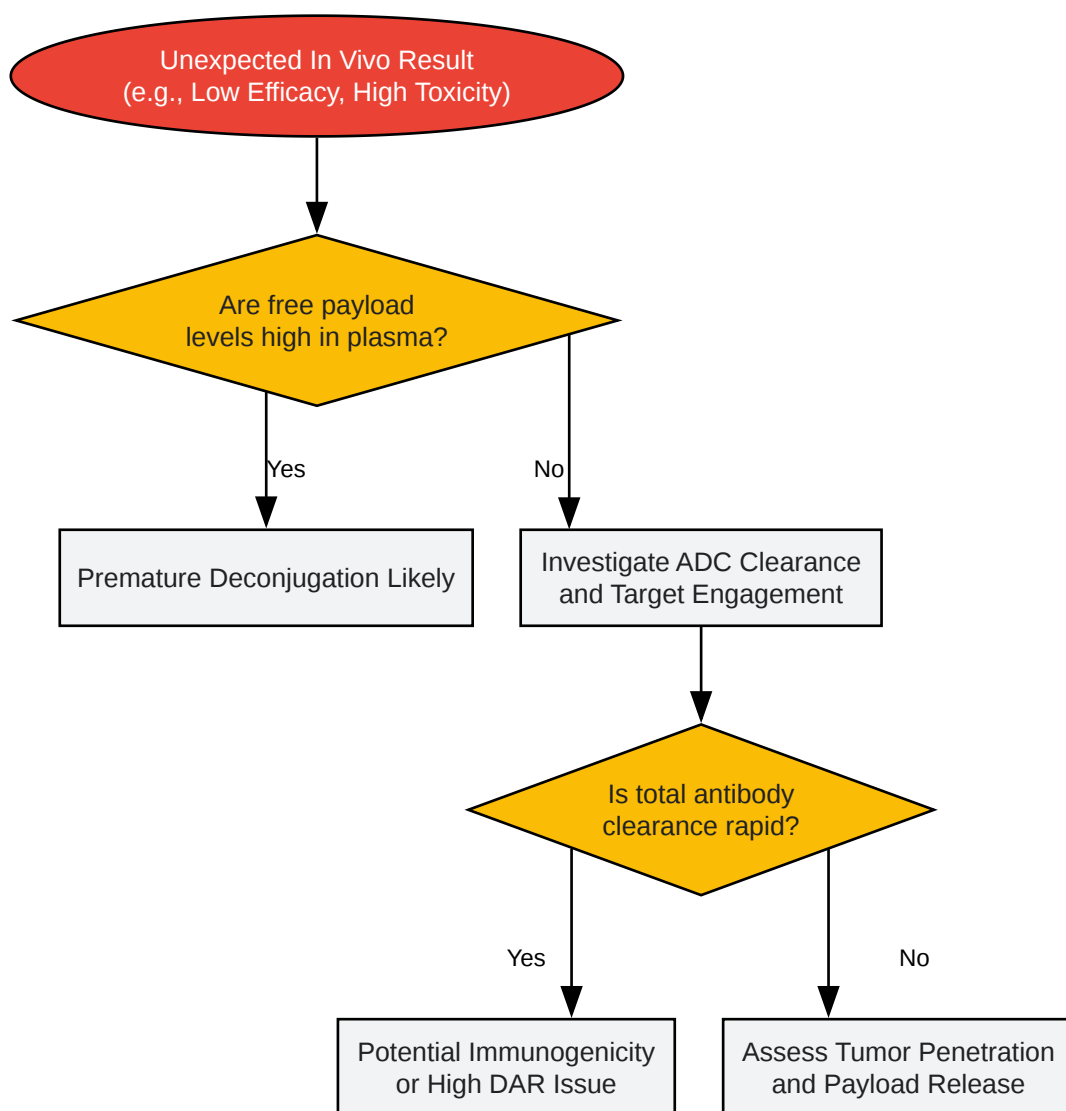 Unexpected In Vivo Result
(e.g., Low Efficacy, High Toxicity)
Are free payload
levels high in plasma?
Yes
No
Premature Deconjugation Likely
Investigate ADC Clearance
and Target Engagement
Is total antibody
clearance rapid?
Yes
No
Potential Immunogenicity
or High DAR Issue
Assess Tumor Penetration
and Payload Release